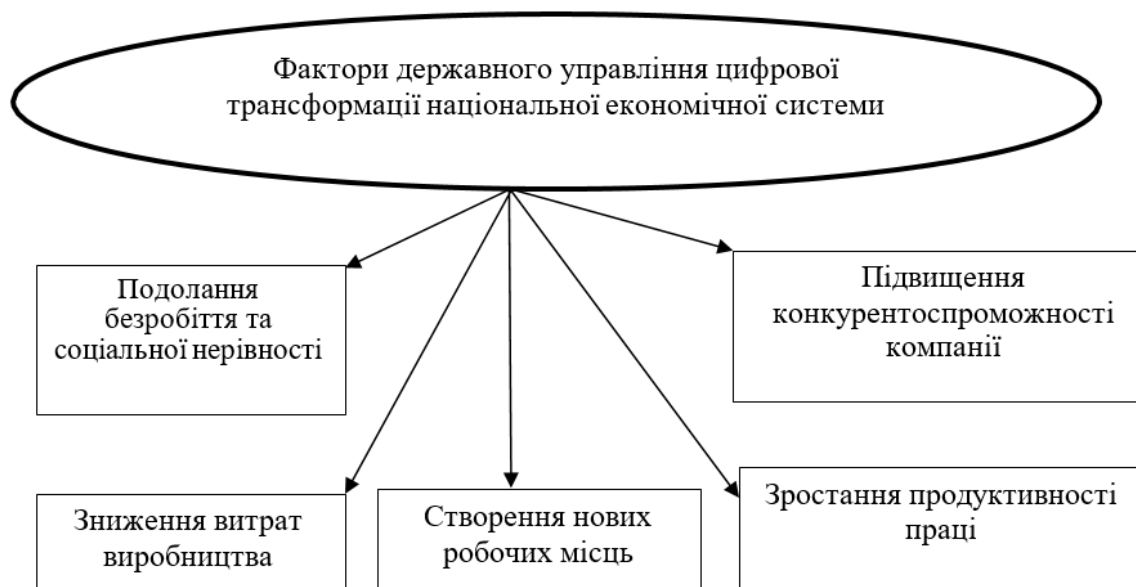 Фактори державного управління цифрової
трансформації національної економічної системи
Подолання
безробіття та
соціальної нерівності
Підвищення
конкурентоспроможності
компанії
Зниження витрат
виробництва
Створення нових
робочих місць
Зростання продуктивності
праці